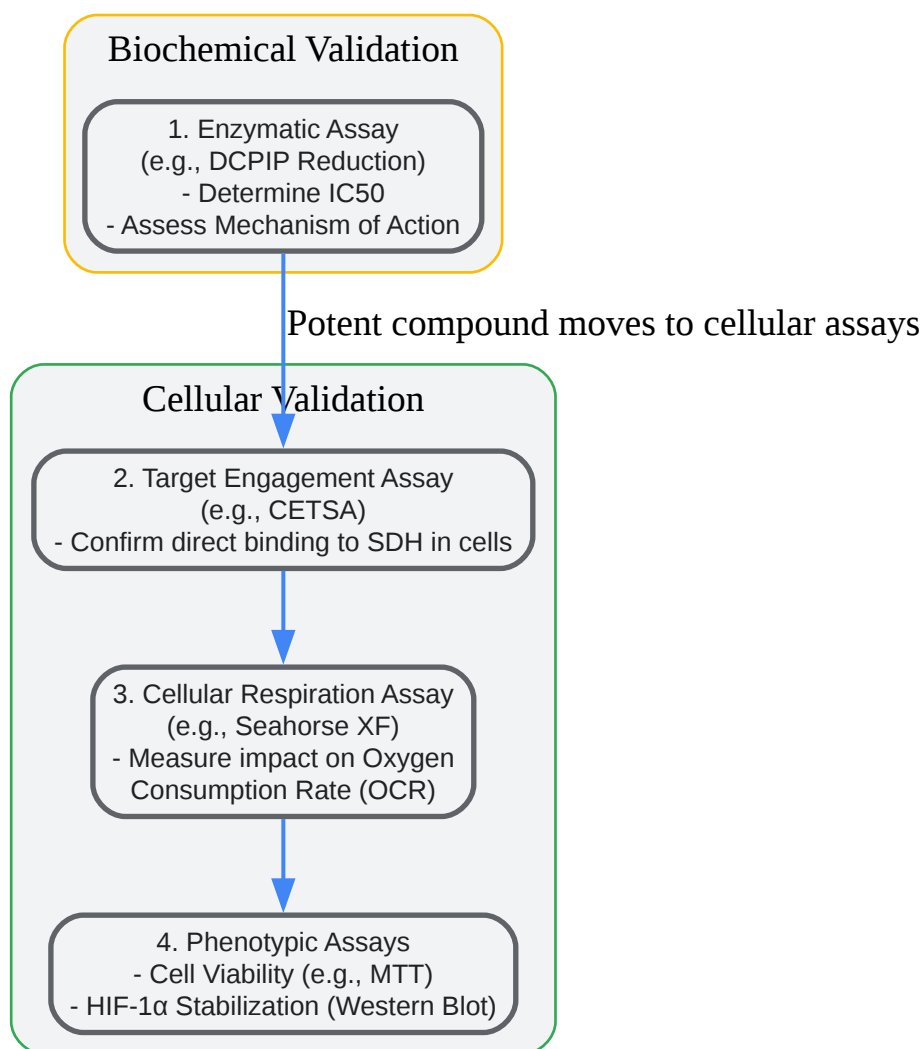 Biochemical Validation
1. Enzymatic Assay
(e.g., DCPIP Reduction)
- Determine IC50
- Assess Mechanism of Action
Potent compound moves to cellular assays
Cellular Validation
2. Target Engagement Assay
(e.g., CETSA)
- Confirm direct binding to SDH in cells
3. Cellular Respiration Assay
(e.g., Seahorse XF)
- Measure impact on Oxygen
Consumption Rate (OCR)
4. Phenotypic Assays
- Cell Viability (e.g., MTT)
- HIF-1α Stabilization (Western Blot)